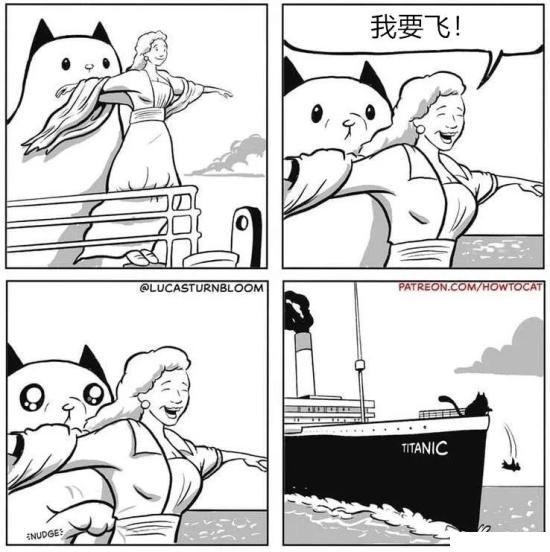 我要飞!
@LUCASTURNBLOOM
PATREON.COM/HOWTOCAT
NUDGE
TITANIC